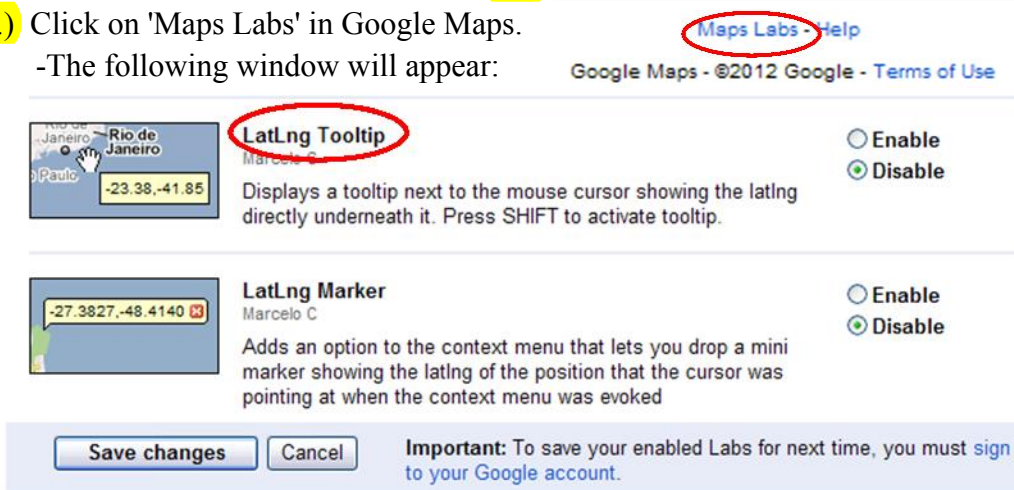 .) Click on 'Maps Labs' in Google Maps.
Maps Labs - Help
-The following window will appear:
Google Maps - ©2012 Google - Terms of Use
Janeiro
Rio de
Janeiro
Paulo
-23.38,-41.85
LatLng Tooltip
Marcelo C
Displays a tooltip next to the mouse cursor showing the latlng
directly underneath it. Press SHIFT to activate tooltip.
Enable
Disable
-27.3827,-48.4140
LatLng Marker
Marcelo C
Adds an option to the context menu that lets you drop a mini
marker showing the latlng of the position that the cursor was
pointing at when the context menu was evoked
Enable
Disable
Save changes
Cancel
Important: To save your enabled Labs for next time, you must sign
to your Google account.